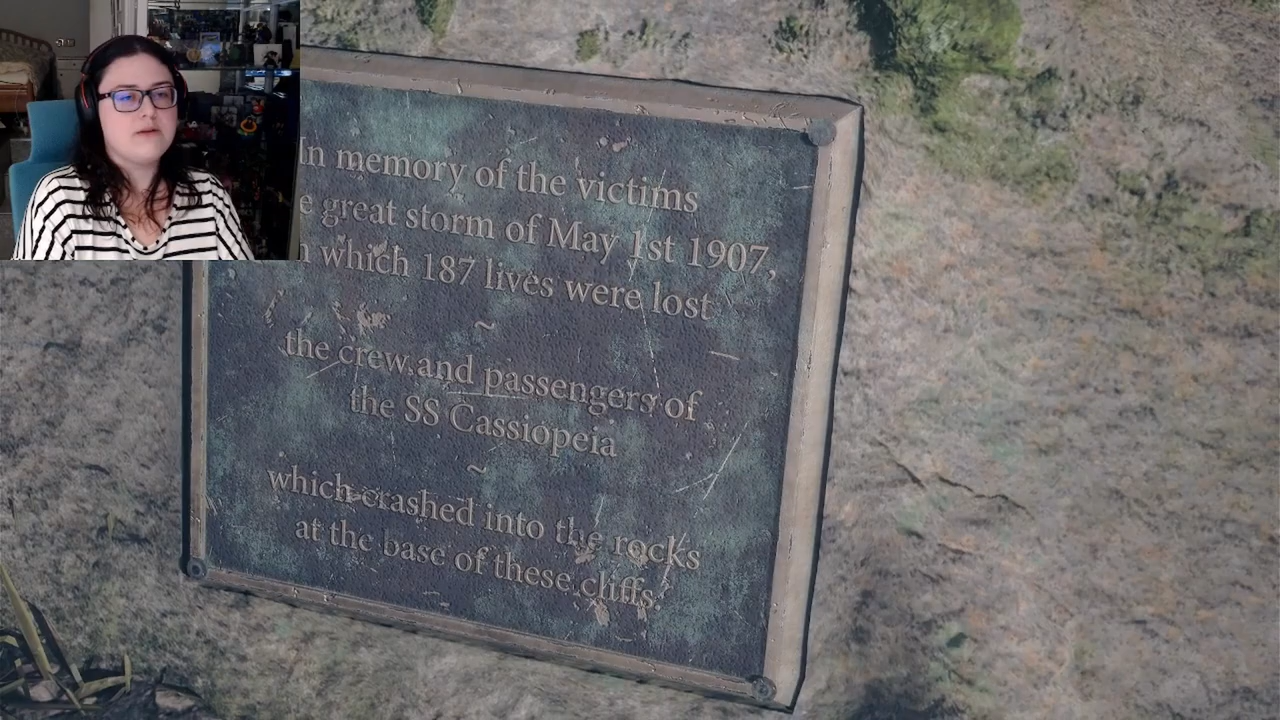 In memory of the victims
e great storm of May 1st 1907,
n which 187 lives were lost
~
the crew and passengers of
the SS Cassiopeia
~
which crashed into the rocks
at the base of these cliffs.